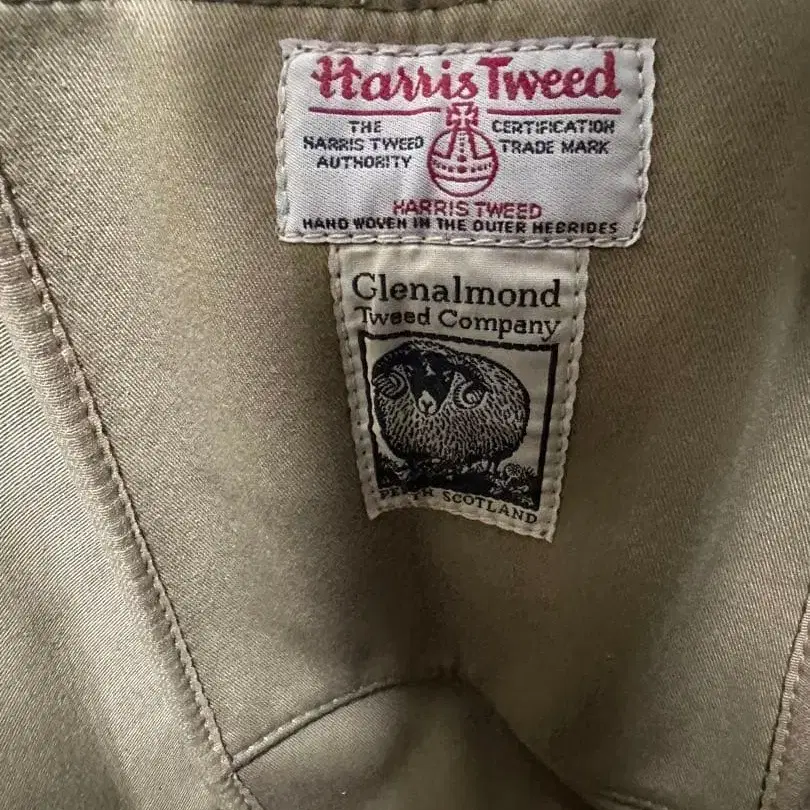 Harris Tweed
THE HARRIS TWEED AUTHORITY
CERTIFICATION TRADE MARK
HARRIS TWEED
HAND WOVEN IN THE OUTER HEBRIDES
Glenalmond
Tweed Company
PERTH SCOTLAND